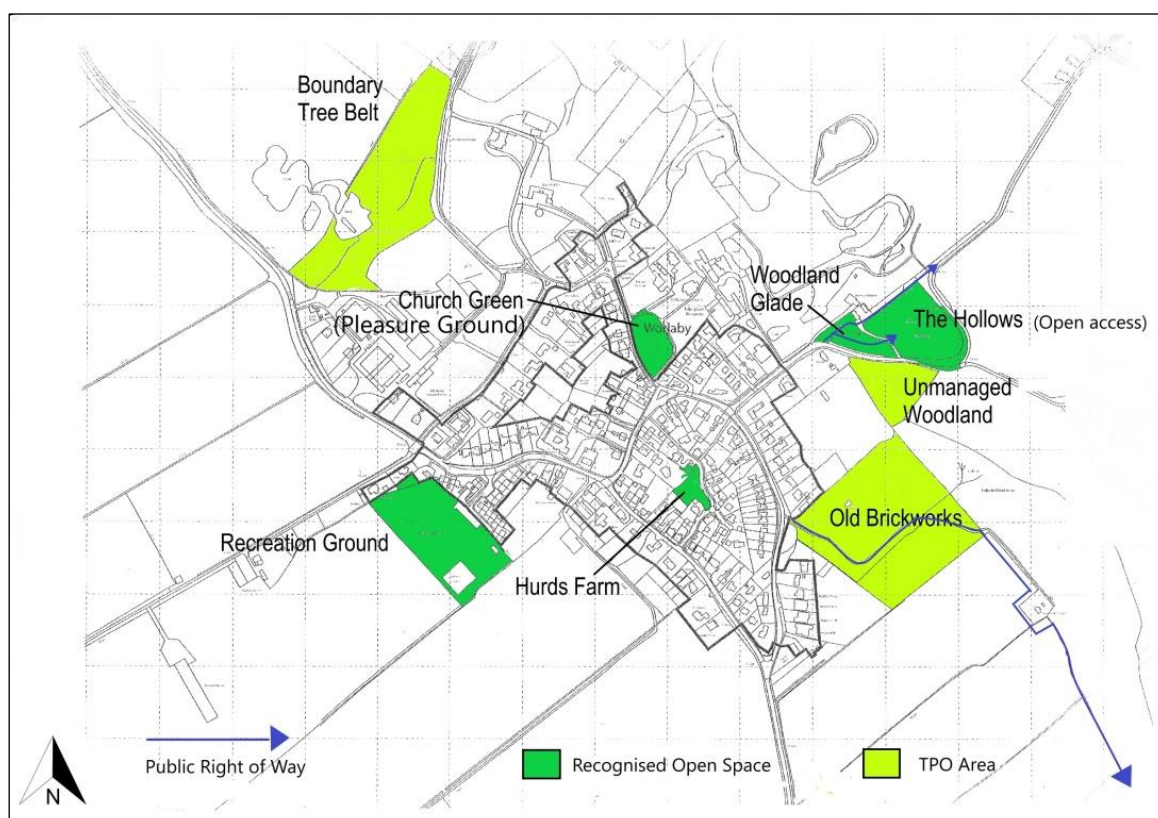 Boundary
Tree Belt
Church Green
(Pleasure Ground)
Worlaby
Woodland
Glade
The Hollows (Open access)
Unmanaged
Woodland
Old Brickworks
Recreation Ground
Hurds Farm
Public Right of Way
Recognised Open Space
TPO Area
N